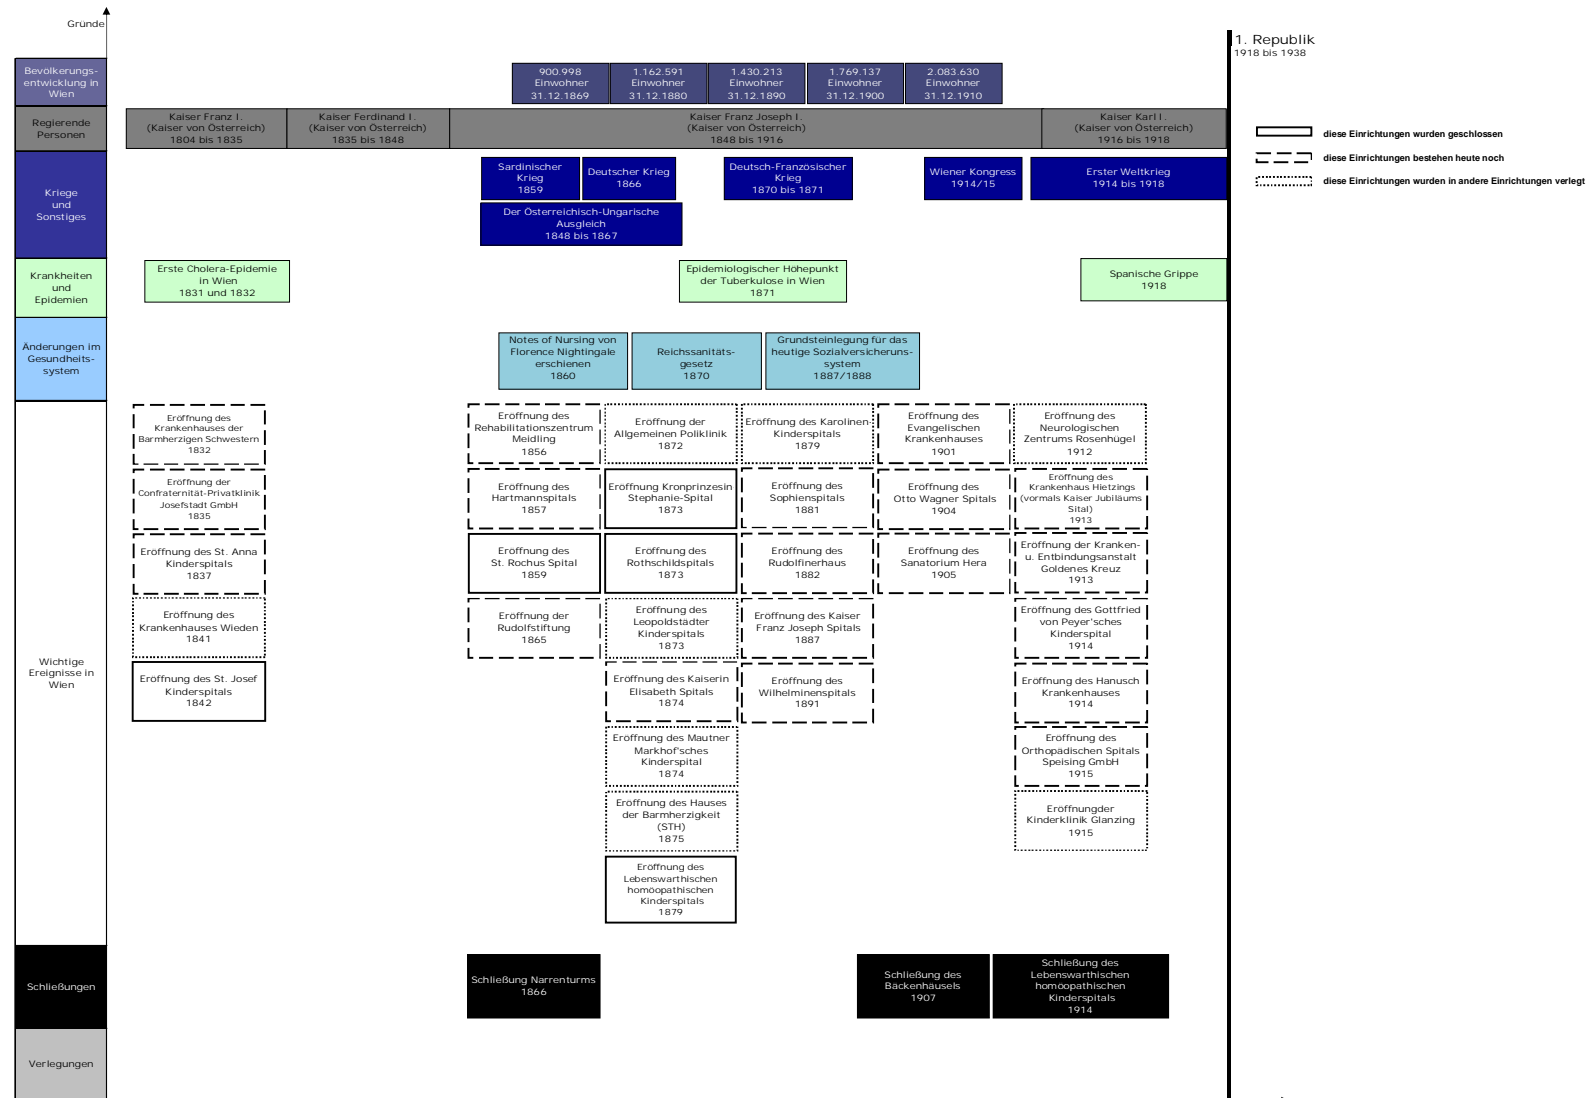 Gründe
1. Republik
1918 bis 1938
Bevölkerungs-
entwicklung in
Wien
900.998
Einwohner
31.12.1869
1.162.591
Einwohner
31.12.1880
1.430.213
Einwohner
31.12.1890
1.769.137
Einwohner
31.12.1900
2.083.630
Einwohner
31.12.1910
Regierende
Personen
Kaiser Franz I.
(Kaiser von Österreich)
1804 bis 1835
Kaiser Ferdinand I.
(Kaiser von Österreich)
1835 bis 1848
Kaiser Franz Joseph I.
(Kaiser von Österreich)
1848 bis 1916
Kaiser Karl I.
(Kaiser von Österreich)
1916 bis 1918
diese Einrichtungen wurden geschlossen
diese Einrichtungen bestehen heute noch
diese Einrichtungen wurden in andere Einrichtungen verlegt
Kriege
und
Sonstiges
Sardinischer
Krieg
1859
Deutscher Krieg
1866
Deutsch-Französischer
Krieg
1870 bis 1871
Wiener Kongress
1914/15
Erster Weltkrieg
1914 bis 1918
Der Österreichisch-Ungarische
Ausgleich
1848 bis 1867
Krankheiten
und
Epidemien
Erste Cholera-Epidemie
in Wien
1831 und 1832
Epidemiologischer Höhepunkt
der Tuberkulose in Wien
1871
Spanische Grippe
1918
Änderungen im
Gesundheits-
system
Notes of Nursing von
Florence Nightingale
erschienen
1860
Reichssanitäts-
gesetz
1870
Grundsteinlegung für das
heutige Sozialversicheruns-
system
1887/1888
Wichtige
Ereignisse in
Wien
Eröffnung des
Krankenhauses der
Barmherzigen Schwestern
1832
Eröffnung der
Confraternität-Privatklinik
Josefstadt GmbH
1835
Eröffnung des St. Anna
Kinderspitals
1837
Eröffnung des
Krankenhauses Wieden
1841
Eröffnung des St. Josef
Kinderspitals
1842
Eröffnung des
Rehabilitationszentrum
Meidling
1856
Eröffnung des
Hartmannspitals
1857
Eröffnung des
St. Rochus Spital
1859
Eröffnung der
Rudolfstiftung
1865
Eröffnung der
Allgemeinen Poliklinik
1872
Eröffnung Kronprinzesin
Stephanie-Spital
1873
Eröffnung des
Rothschildspitals
1873
Eröffnung des
Leopoldstädter
Kinderspitals
1873
Eröffnung des Kaiserin
Elisabeth Spitals
1874
Eröffnung des Mautner
Markhof'sches
Kinderspital
1874
Eröffnung des Hauses
der Barmherzigkeit
(STH)
1875
Eröffnung des
Lebenswarthischen
homöopathischen
Kinderspitals
1879
Eröffnung des Karolinen-
Kinderspitals
1879
Eröffnung des
Sophienspitals
1881
Eröffnung des
Rudolfinerhaus
1882
Eröffnung des Kaiser
Franz Joseph Spitals
1887
Eröffnung des
Wilhelminenspitals
1891
Eröffnung des
Evangelischen
Krankenhauses
1901
Eröffnung des
Otto Wagner Spitals
1904
Eröffnung des
Sanatorium Hera
1905
Eröffnung des
Neurologischen
Zentrums Rosenhügel
1912
Eröffnung des
Krankenhaus Hietzings
(vormals Kaiser Jubiläums
Sital)
1913
Eröffnung der Kranken-
u. Entbindungsanstalt
Goldenes Kreuz
1913
Eröffnung des Gottfried
von Peyer'sches
Kinderspital
1914
Eröffnung des Hanusch
Krankenhauses
1914
Eröffnung des
Orthopädischen Spitals
Speising GmbH
1915
Eröffnungder
Kinderklinik Glanzing
1915
Schließungen
Schließung Narrenturms
1866
Schließung des
Bäckenhäusels
1907
Schließung des
Lebenswarthischen
homöopathischen
Kinderspitals
1914
Verlegungen